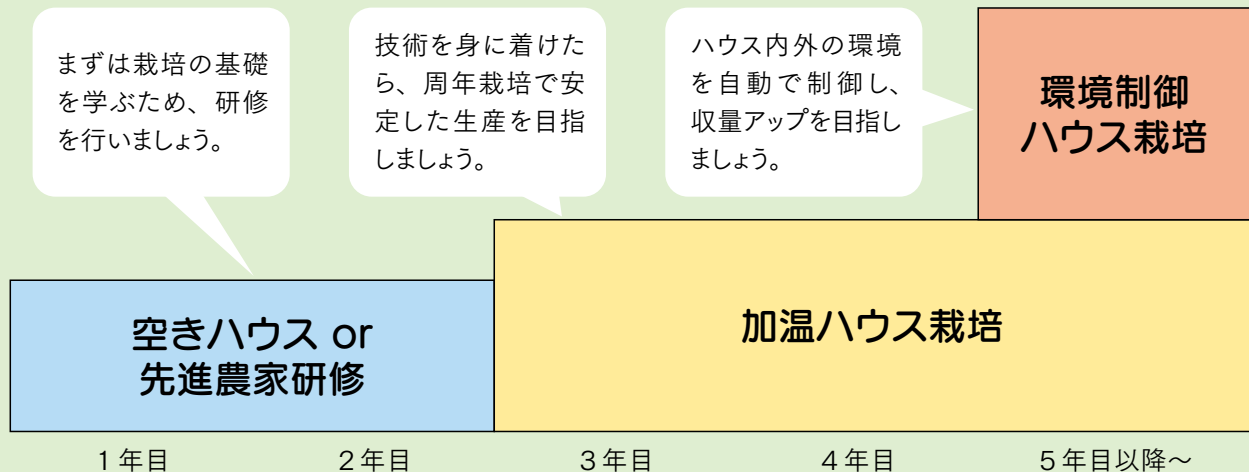 まずは栽培の基礎
を学ぶため、研修
を行いましょう。
技術を身に着けた
ら、周年栽培で安
定した生産を目指
しましょう。
ハウス内外の環境
を自動で制御し、
収量アップを目指し
ましょう。
環境制御
ハウス栽培
空きハウス or
先進農家研修
加温ハウス栽培
1年目
2年目
3年目
4年目
5年目以降～